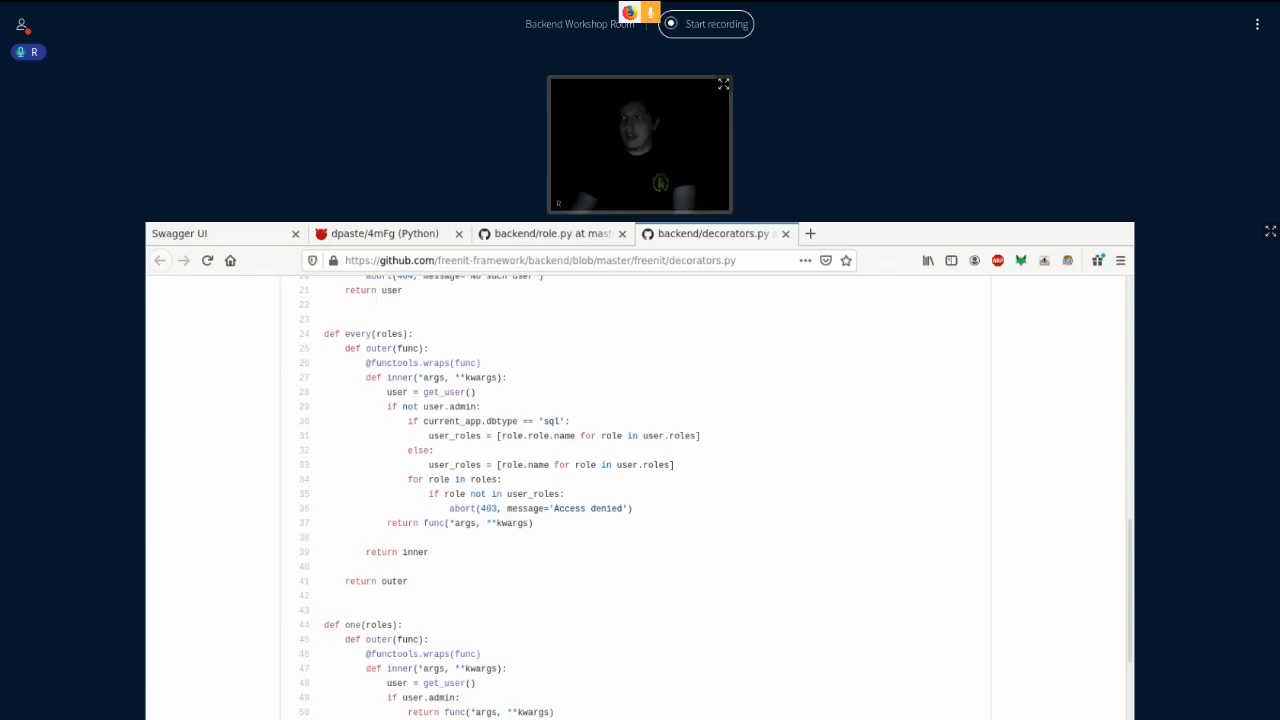 Backend Workshop Room
Start recording
R
R
Swagger UI
dpaste/4mFg (Python)
backend/role.py at mast
backend/decorators.py a
https://github.com/freenit-framework/backend/blob/master/freenit/decorators.py
20 abort(404, message='No such user')
21 return user
22
23
24 def every(roles):
25 def outer(func):
26 @functools.wraps(func)
27 def inner(*args, **kwargs):
28 user = get_user()
29 if not user.admin:
30 if current_app.dbtype == 'sql':
31 user_roles = [role.role.name for role in user.roles]
32 else:
33 user_roles = [role.name for role in user.roles]
34 for role in roles:
35 if role not in user_roles:
36 abort(403, message='Access denied')
37 return func(*args, **kwargs)
38
39 return inner
40
41 return outer
42
43
44 def one(roles):
45 def outer(func):
46 @functools.wraps(func)
47 def inner(*args, **kwargs):
48 user = get_user()
49 if user.admin:
50 return func(*args, **kwargs)